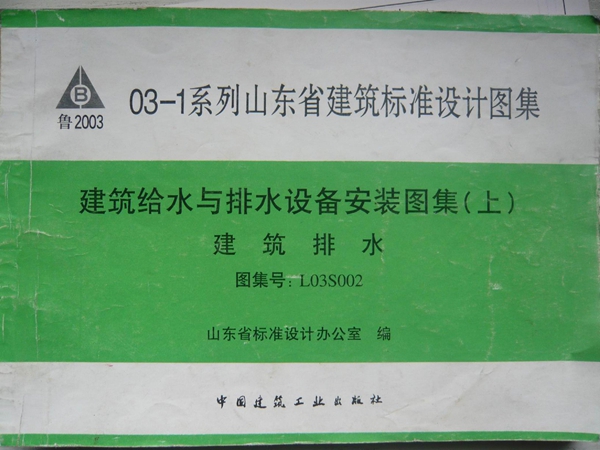 B
鲁2003
03-1系列山东省建筑标准设计图集
建筑给水与排水设备安装图集(上)
建筑排水
图集号: L03S002
山东省标准设计办公室 编
中国建筑工业出版社